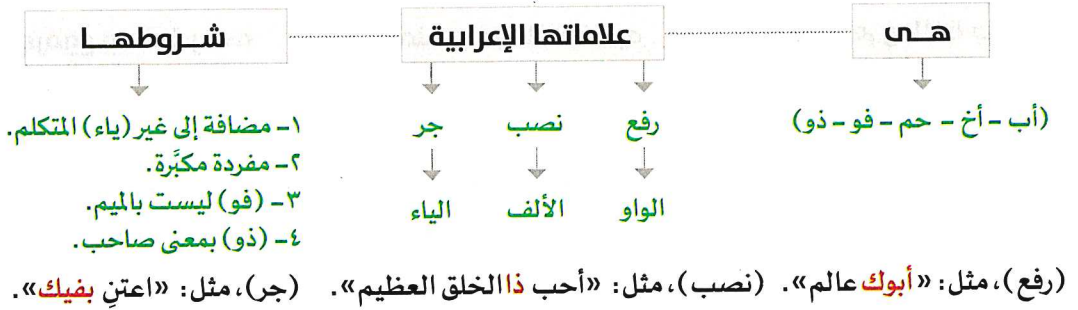 هــى
علاماتها الإعرابية
شــروطهـــا
(أب - أخ - حم - فو - ذو)
رفع نصب جر
الواو الألف الياء
١- مضافة إلى غير (ياء) المتكلم.
٢- مفردة مكبَّرة.
٣- (فو) ليست بالميم.
٤- (ذو) بمعنى صاحب.
(رفع)، مثل: «أبوك عالم». (نصب)، مثل: «أحب ذا الخلق العظيم». (جر)، مثل: «اعتنِ بفيك».